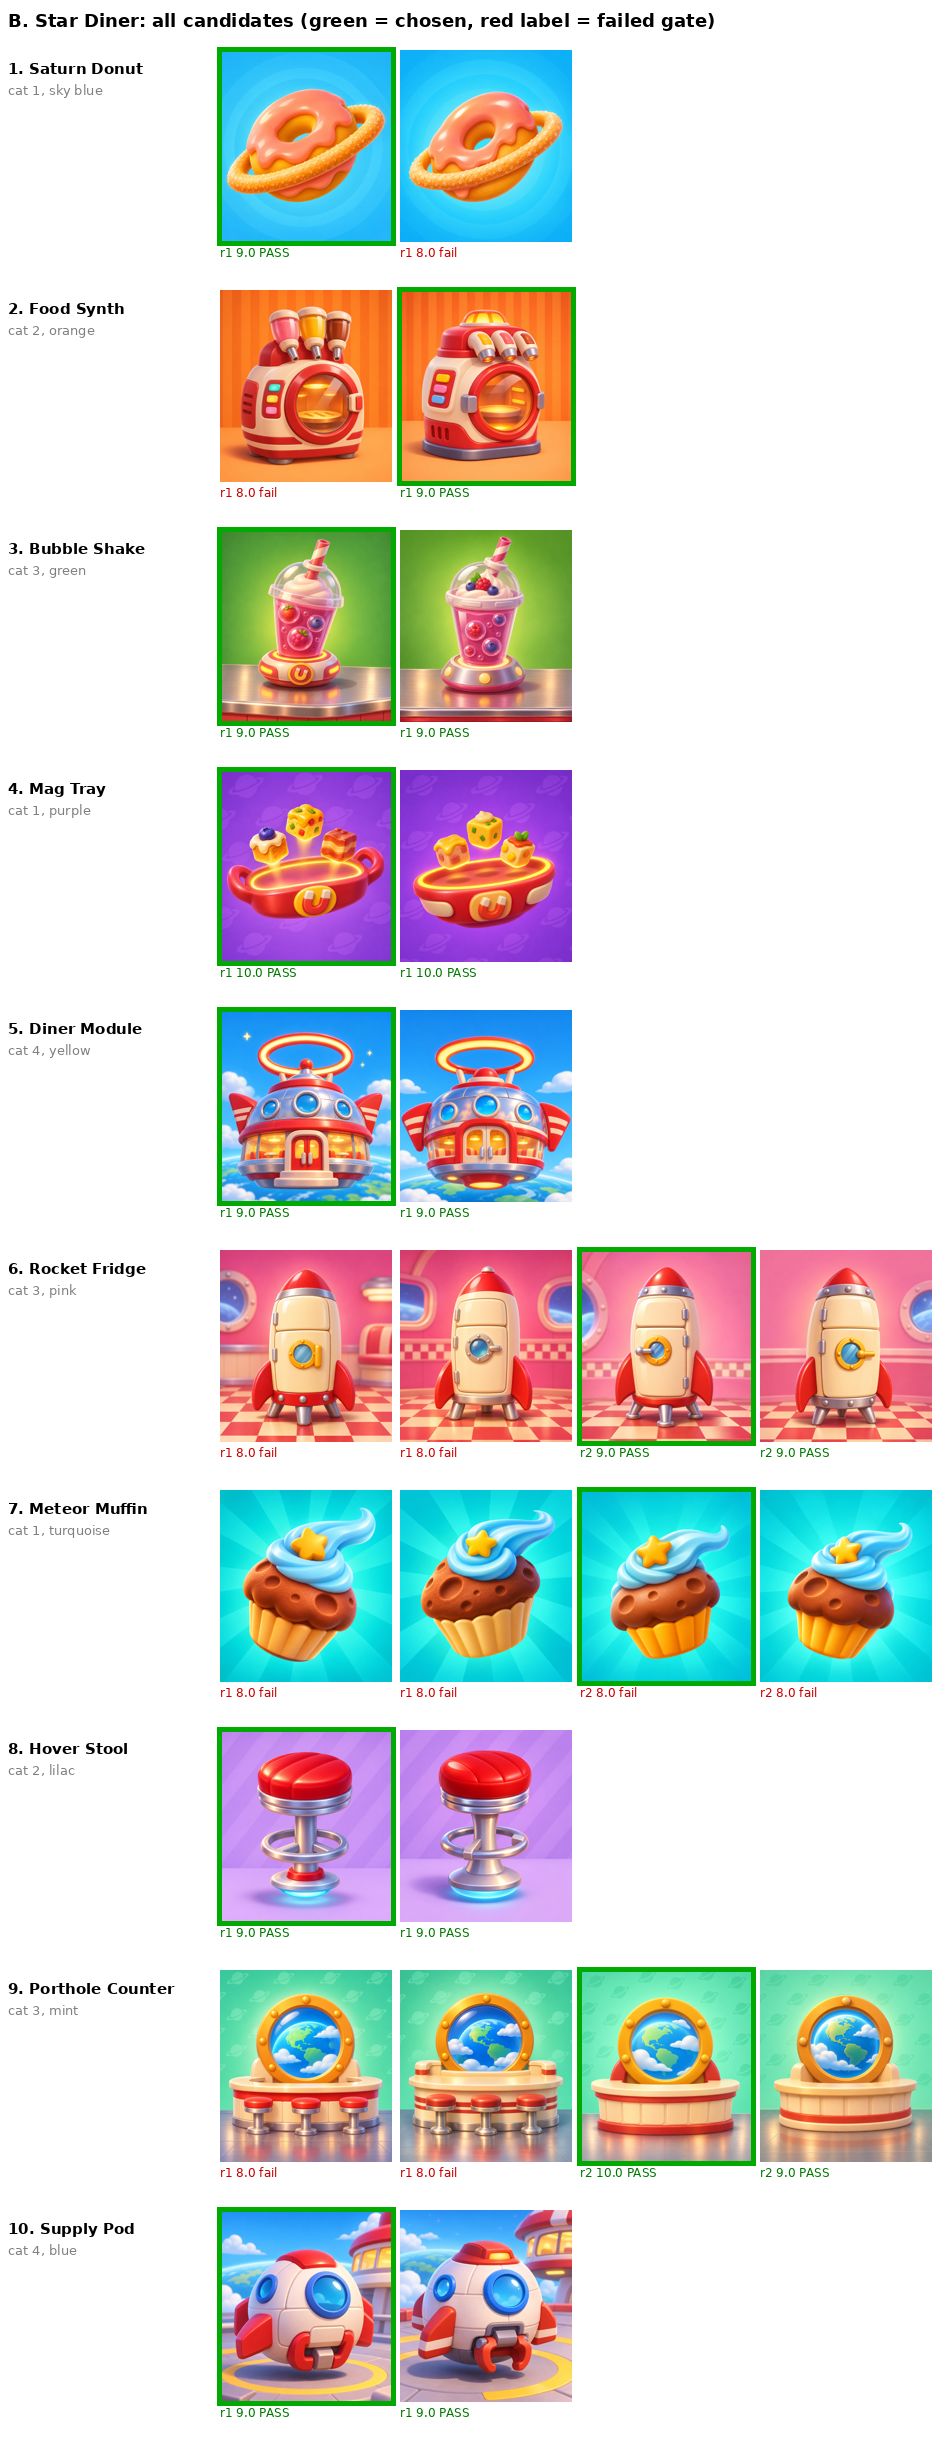 B. Star Diner: all candidates (green = chosen, red label = failed gate)
1. Saturn Donut
cat 1, sky blue
r1 9.0 PASS
r1 8.0 fail
2. Food Synth
cat 2, orange
r1 8.0 fail
r1 9.0 PASS
3. Bubble Shake
cat 3, green
r1 9.0 PASS
r1 9.0 PASS
4. Mag Tray
cat 1, purple
r1 10.0 PASS
r1 10.0 PASS
5. Diner Module
cat 4, yellow
r1 9.0 PASS
r1 9.0 PASS
6. Rocket Fridge
cat 3, pink
r1 8.0 fail
r1 8.0 fail
r2 9.0 PASS
r2 9.0 PASS
7. Meteor Muffin
cat 1, turquoise
r1 8.0 fail
r1 8.0 fail
r2 8.0 fail
r2 8.0 fail
8. Hover Stool
cat 2, lilac
r1 9.0 PASS
r1 9.0 PASS
9. Porthole Counter
cat 3, mint
r1 8.0 fail
r1 8.0 fail
r2 10.0 PASS
r2 9.0 PASS
10. Supply Pod
cat 4, blue
r1 9.0 PASS
r1 9.0 PASS